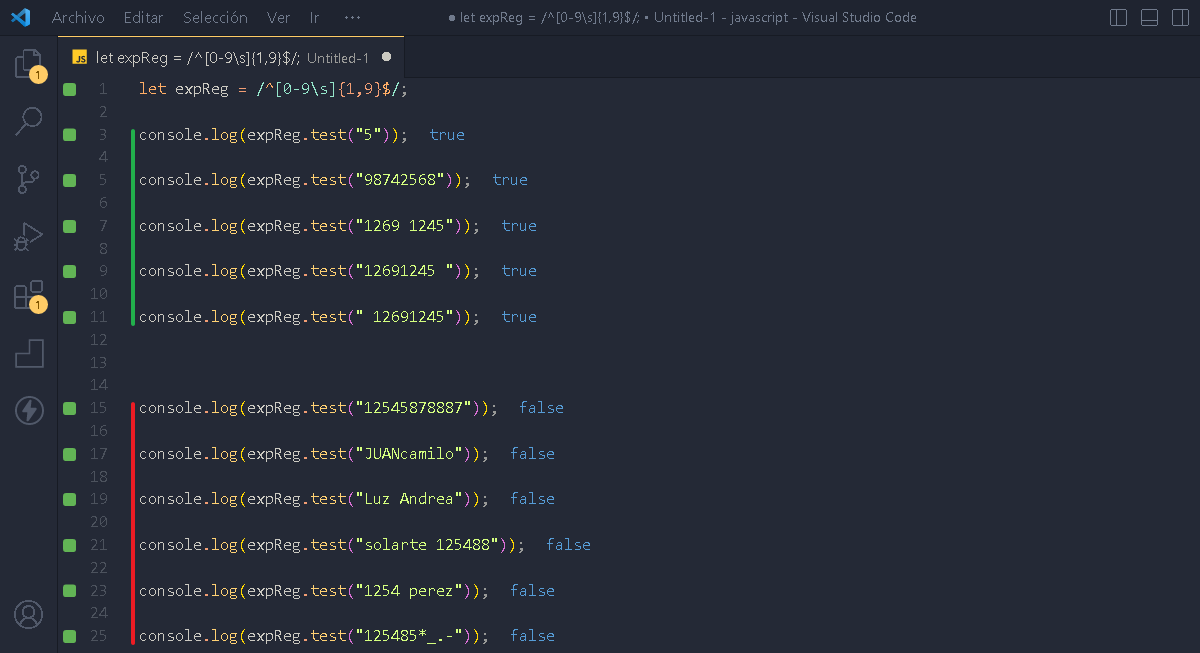 Archivo Editar Selección Ver Ir ··· ● let expReg = /^[0-9\s]{1,9}$/; • Untitled-1 - javascript - Visual Studio Code
JS let expReg = /^[0-9\s]{1,9}$/; Untitled-1 ●
1
1
1 let expReg = /^[0-9\s]{1,9}$/;
2
3 console.log(expReg.test("5")); true
4
5 console.log(expReg.test("98742568")); true
6
7 console.log(expReg.test("1269 1245")); true
8
9 console.log(expReg.test("12691245 ")); true
10
11 console.log(expReg.test(" 12691245")); true
12
13
14
15 console.log(expReg.test("12545878887")); false
16
17 console.log(expReg.test("JUANcamilo")); false
18
19 console.log(expReg.test("Luz Andrea")); false
20
21 console.log(expReg.test("solarte 125488")); false
22
23 console.log(expReg.test("1254 perez")); false
24
25 console.log(expReg.test("125485*_.-")); false